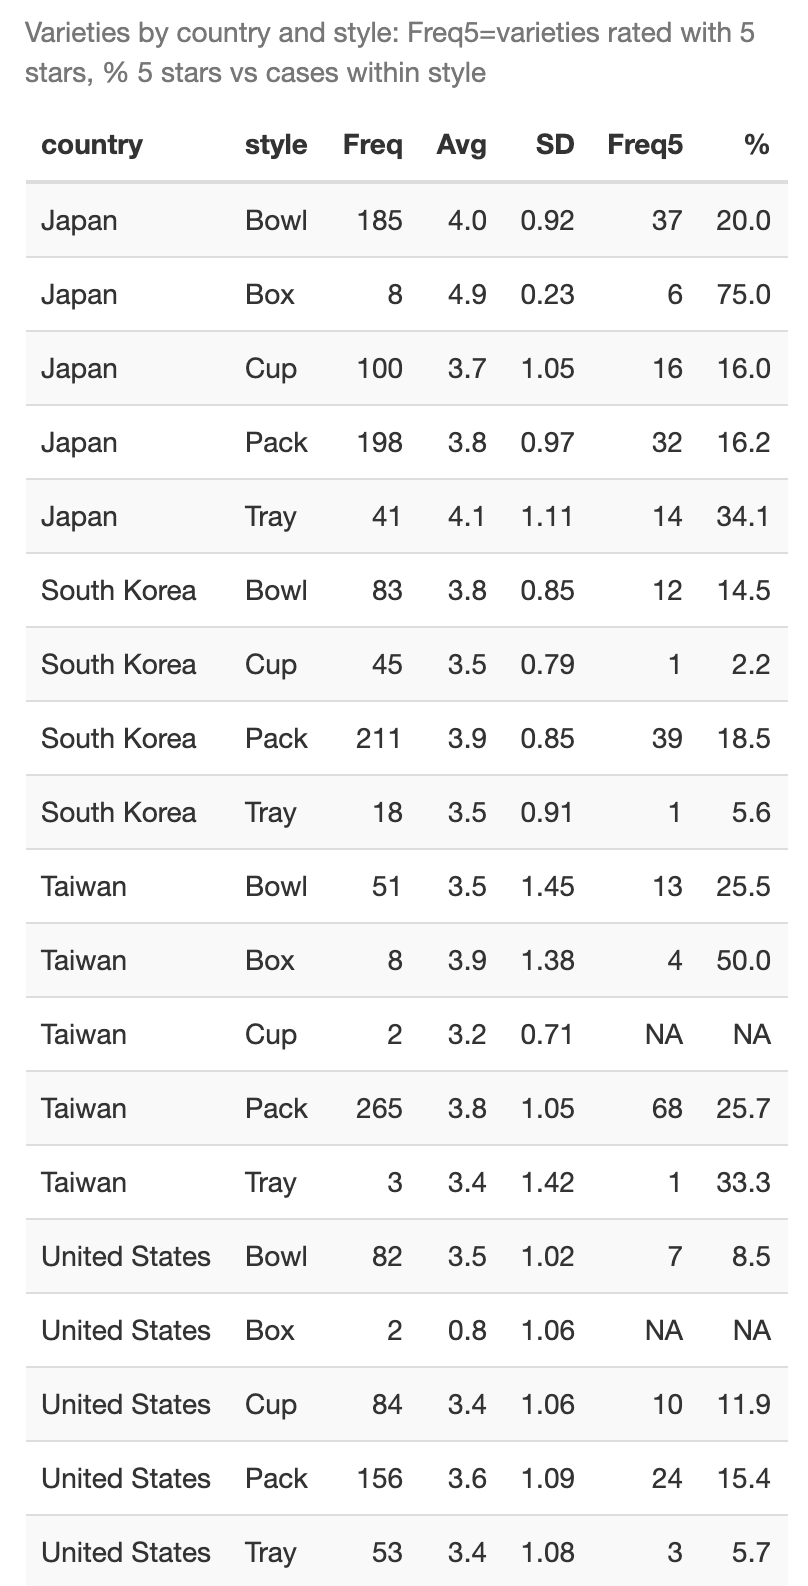 Varieties by country and style: Freq5=varieties rated with 5
stars, % 5 stars vs cases within style
country style Freq Avg SD Freq5 %
Japan Bowl 185 4.0 0.92 37 20.0
Japan Box 8 4.9 0.23 6 75.0
Japan Cup 100 3.7 1.05 16 16.0
Japan Pack 198 3.8 0.97 32 16.2
Japan Tray 41 4.1 1.11 14 34.1
South Korea Bowl 83 3.8 0.85 12 14.5
South Korea Cup 45 3.5 0.79 1 2.2
South Korea Pack 211 3.9 0.85 39 18.5
South Korea Tray 18 3.5 0.91 1 5.6
Taiwan Bowl 51 3.5 1.45 13 25.5
Taiwan Box 8 3.9 1.38 4 50.0
Taiwan Cup 2 3.2 0.71 NA NA
Taiwan Pack 265 3.8 1.05 68 25.7
Taiwan Tray 3 3.4 1.42 1 33.3
United States Bowl 82 3.5 1.02 7 8.5
United States Box 2 0.8 1.06 NA NA
United States Cup 84 3.4 1.06 10 11.9
United States Pack 156 3.6 1.09 24 15.4
United States Tray 53 3.4 1.08 3 5.7